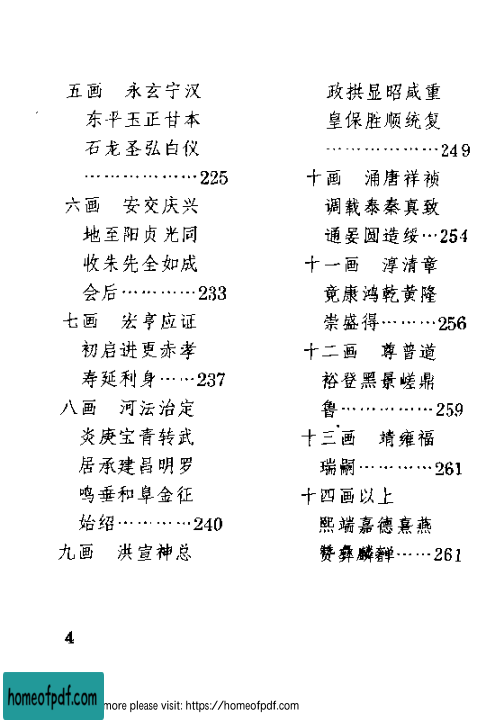 五画 永玄宁汉
东平玉正甘本
石龙圣弘白仪
………………225
六画 安交庆兴
地至阳贞光同
收朱先全如成
会后…………233
七画 宏亨应证
初启进更赤孝
寿延利身……237
八画 河法治定
炎庚宝青转武
居承建昌明罗
鸣垂和阜金征
始绍…………240
九画 洪宣神总
政拱显昭咸重
皇保胜顺统复
………………249
十画 涌唐祥祯
调载泰秦真致
通晏圆造绥…254
十一画 淳清章
竟康鸿乾黄隆
崇盛得………256
十二画 尊普道
裕登黑景嵯鼎
鲁……………259
十三画 靖雍福
瑞嗣…………261
十四画以上
熙端嘉德熹燕
赞彝麟……261
4
homeofpdf.com
more please visit: https://homeofpdf.com